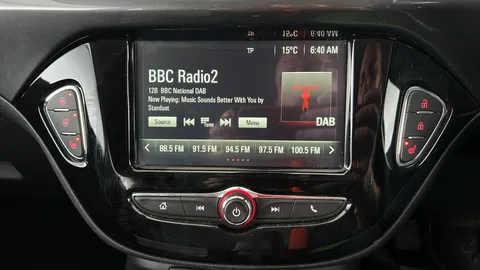 TP 15°C 6:40 AM
BBC Radio2
12B BBC National DAB
Now Playing: Music Sounds Better With You by
Stardust
Source Tune Menu
DAB
88.5 FM 91.5 FM 94.5 FM 97.5 FM 100.5 FM